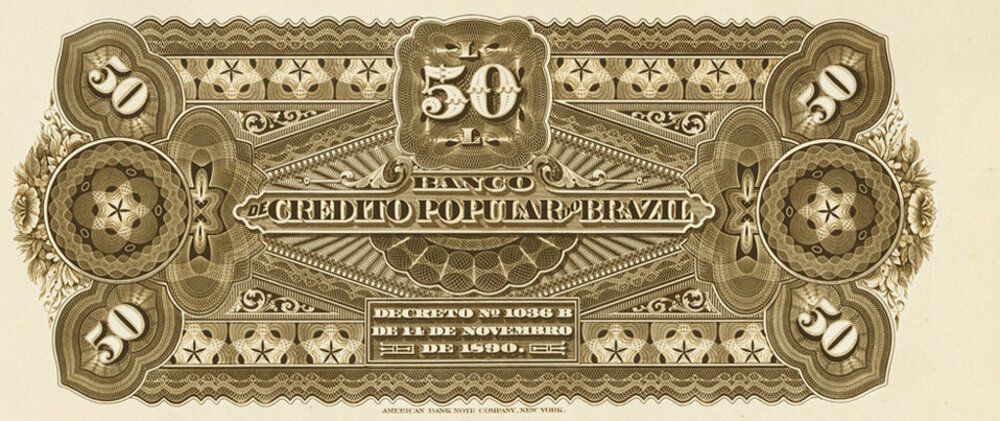 50 50 50
BANCO
DE CREDITO POPULAR DO BRAZIL
50 50
DECRETO Nº 1036 B
DE 14 DE NOVEMBRO
DE 1890.
AMERICAN BANK NOTE COMPANY, NEW YORK.